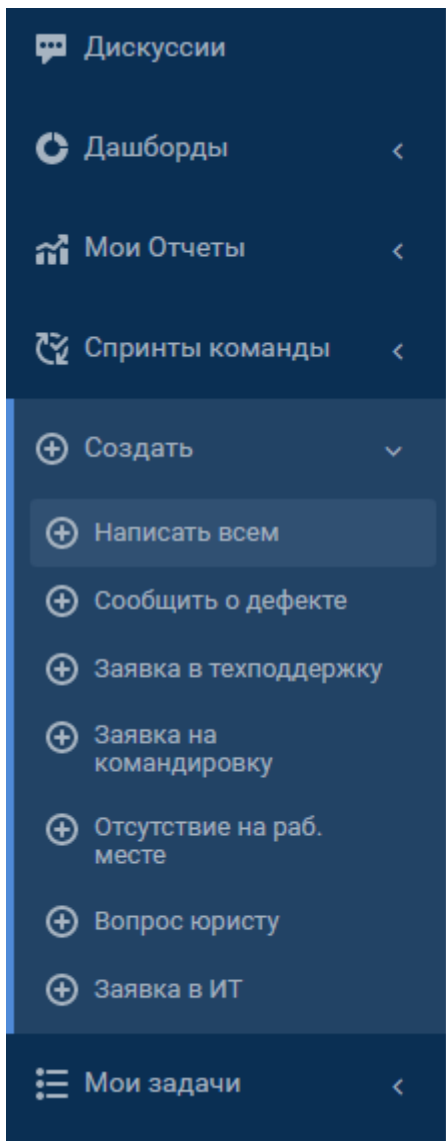 Дискуссии
Дашборды
Мои Отчеты
Спринты команды
Создать
Написать всем
Сообщить о дефекте
Заявка в техподдержку
Заявка на
командировку
Отсутствие на раб.
месте
Вопрос юристу
Заявка в ИТ
Мои задачи